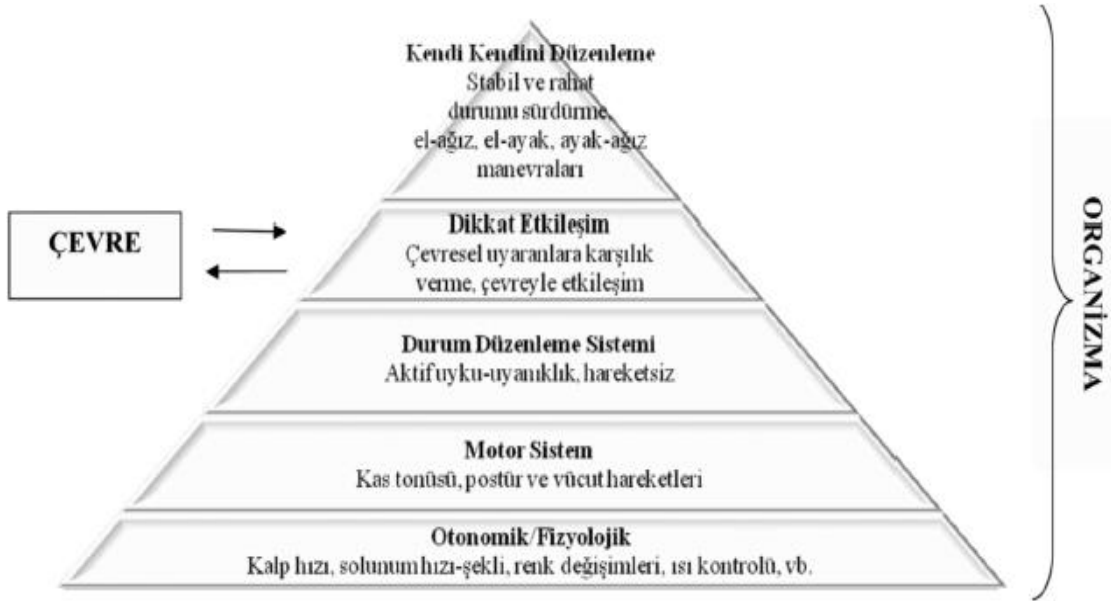 Kendi Kendini Düzenleme
Stabil ve rahat
durumu sürdürme,
el-ağız, el-ayak, ayak-ağız
manevraları
ÇEVRE
Dikkat Etkileşim
Çevresel uyaranlara karşılık
verme, çevreyle etkileşim
Durum Düzenleme Sistemi
Aktif uyku-uyanıklık, hareketsiz
Motor Sistem
Kas tonüsü, postür ve vücut hareketleri
Otonomik/Fizyolojik
Kalp hızı, solunum hızı-şekli, renk değişimleri, ısı kontrolü, vb.
ORGANİZMA